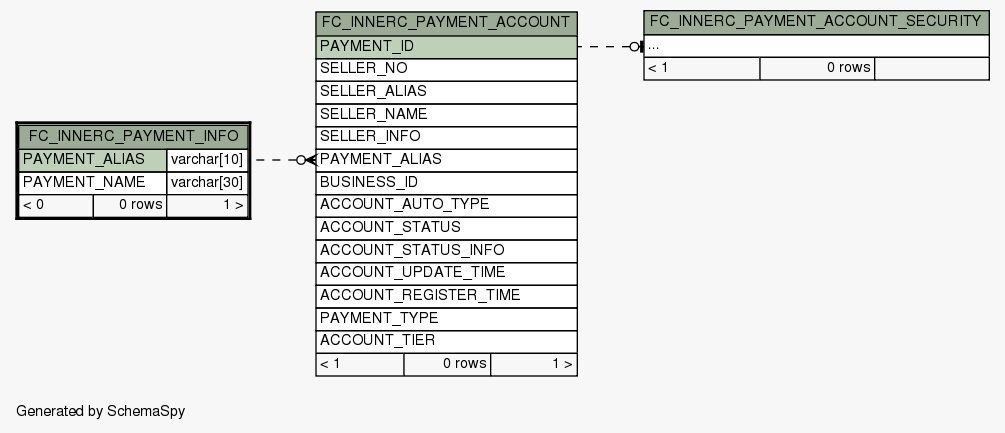 FC_INNERC_PAYMENT_INFO
PAYMENT_ALIAS varchar[10]
PAYMENT_NAME varchar[30]
< 0 0 rows 1 >
FC_INNERC_PAYMENT_ACCOUNT
PAYMENT_ID
SELLER_NO
SELLER_ALIAS
SELLER_NAME
SELLER_INFO
PAYMENT_ALIAS
BUSINESS_ID
ACCOUNT_AUTO_TYPE
ACCOUNT_STATUS
ACCOUNT_STATUS_INFO
ACCOUNT_UPDATE_TIME
ACCOUNT_REGISTER_TIME
PAYMENT_TYPE
ACCOUNT_TIER
< 1 0 rows 1 >
FC_INNERC_PAYMENT_ACCOUNT_SECURITY
...
< 1 0 rows
Generated by SchemaSpy